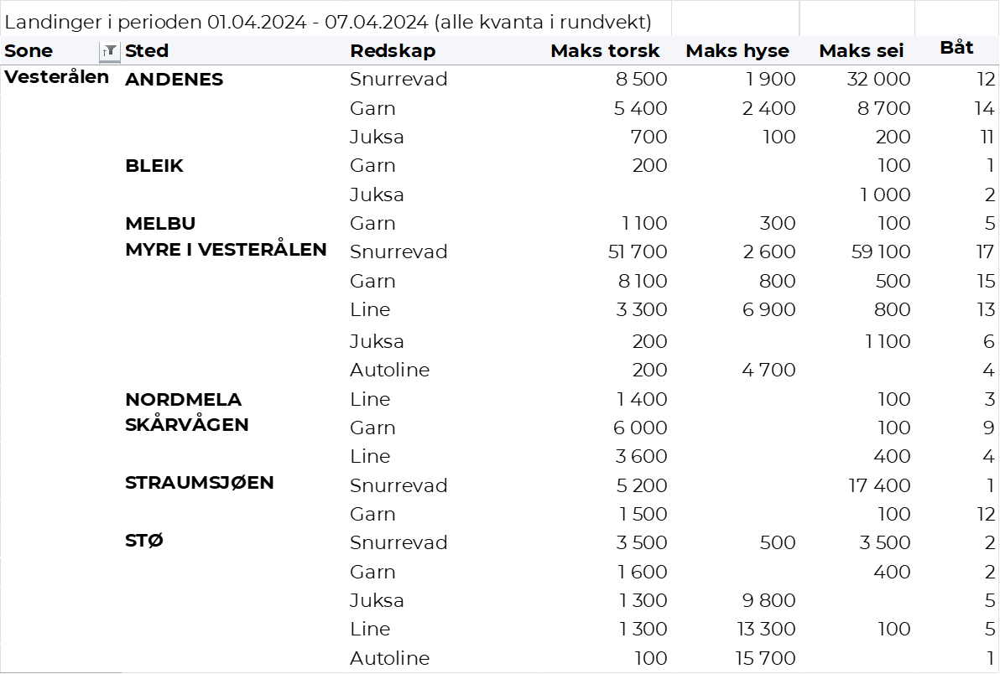 Landinger i perioden 01.04.2024 - 07.04.2024 (alle kvanta i rundvekt)
Sone Sted Redskap Maks torsk Maks hyse Maks sei Båt
Vesterålen ANDENES Snurrevad 8 500 1 900 32 000 12
Garn 5 400 2 400 8 700 14
Juksa 700 100 200 11
BLEIK Garn 200 100 1
Juksa 1 000 2
MELBU Garn 1 100 300 100 5
MYRE I VESTERÅLEN Snurrevad 51 700 2 600 59 100 17
Garn 8 100 800 500 15
Line 3 300 6 900 800 13
Juksa 200 1 100 6
Autoline 200 4 700 4
NORDMELA Line 1 400 100 3
SKÅRVÅGEN Garn 6 000 100 9
Line 3 600 400 4
STRAUMSJØEN Snurrevad 5 200 17 400 1
Garn 1 500 100 12
STØ Snurrevad 3 500 500 3 500 2
Garn 1 600 400 2
Juksa 1 300 9 800 5
Line 1 300 13 300 100 5
Autoline 100 15 700 1